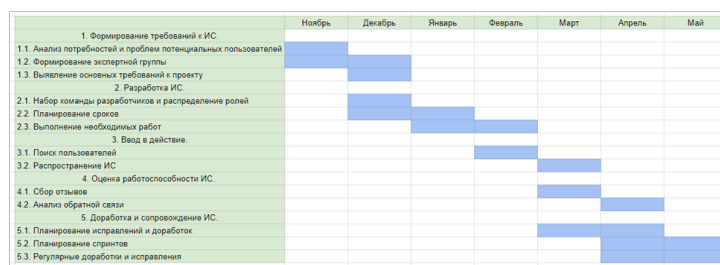 Ноябрь Декабрь Январь Февраль Март Апрель Май
1. Формирование требований к ИС.
1.1. Анализ потребностей и проблем потенциальных пользователей
1.2. Формирование экспертной группы
1.3. Выявление основных требований к проекту
2. Разработка ИС.
2.1. Набор команды разработчиков и распределение ролей
2.2. Планирование сроков
2.3. Выполнение необходимых работ
3. Ввод в действие.
3.1. Поиск пользователей
3.2. Распространение ИС
4. Оценка работоспособности ИС.
4.1. Сбор отзывов
4.2. Анализ обратной связи
5. Доработка и сопровождение ИС.
5.1. Планирование исправлений и доработок
5.2. Планирование спринтов
5.3. Регулярные доработки и исправления